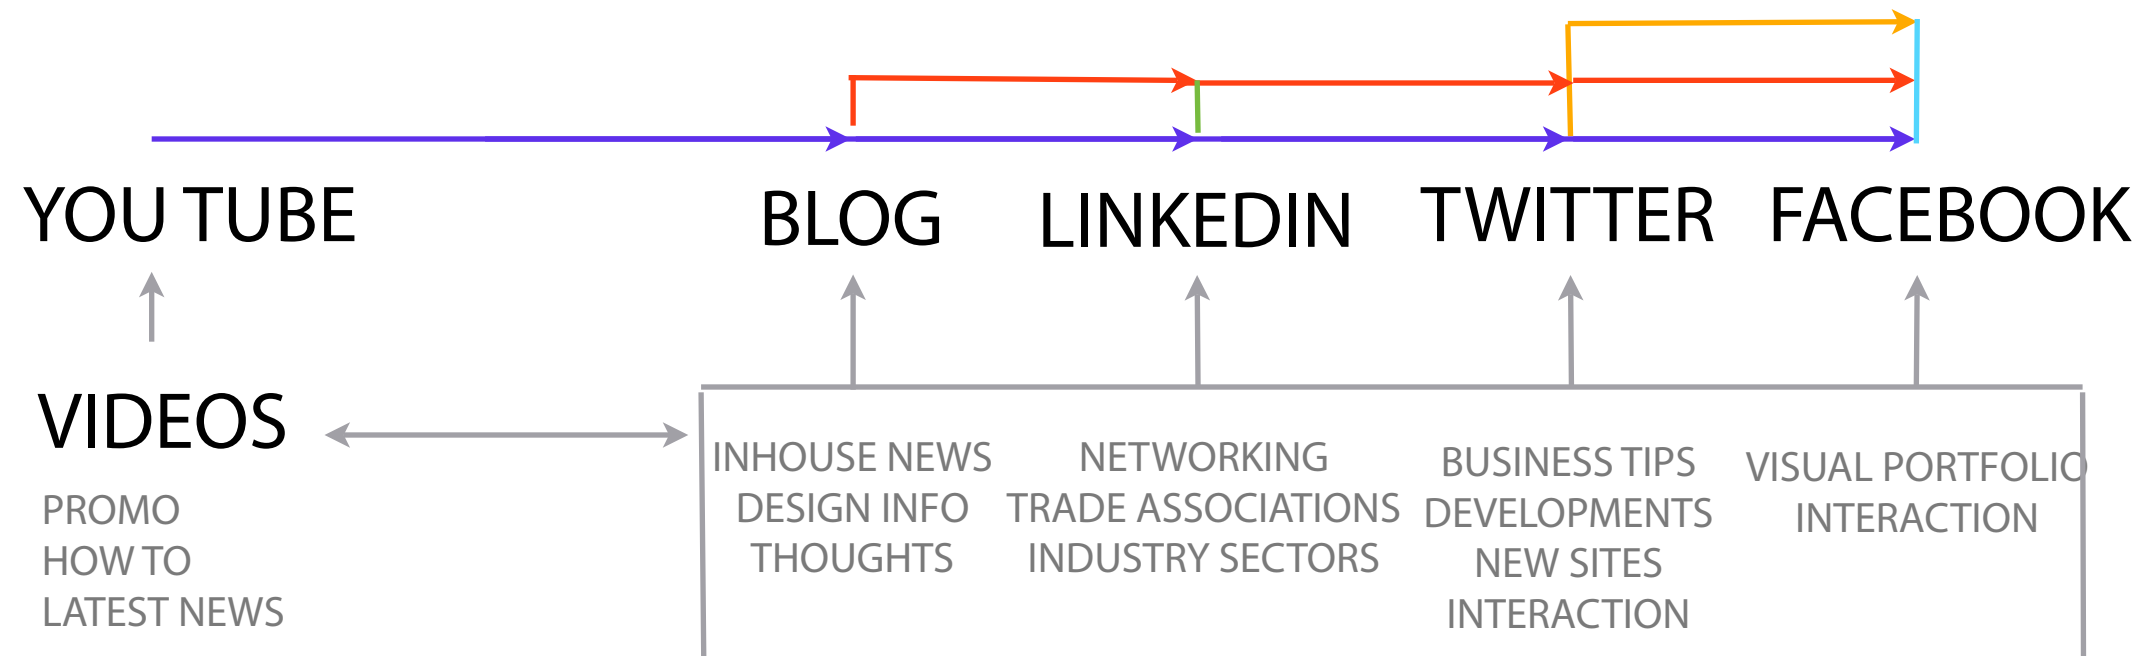 YOU TUBE
BLOG
LINKEDIN
TWITTER
FACEBOOK
VIDEOS
PROMO
HOW TO
LATEST NEWS
INHOUSE NEWS
DESIGN INFO
THOUGHTS
NETWORKING
TRADE ASSOCIATIONS
INDUSTRY SECTORS
BUSINESS TIPS
DEVELOPMENTS
NEW SITES
INTERACTION
VISUAL PORTFOLIO
INTERACTION